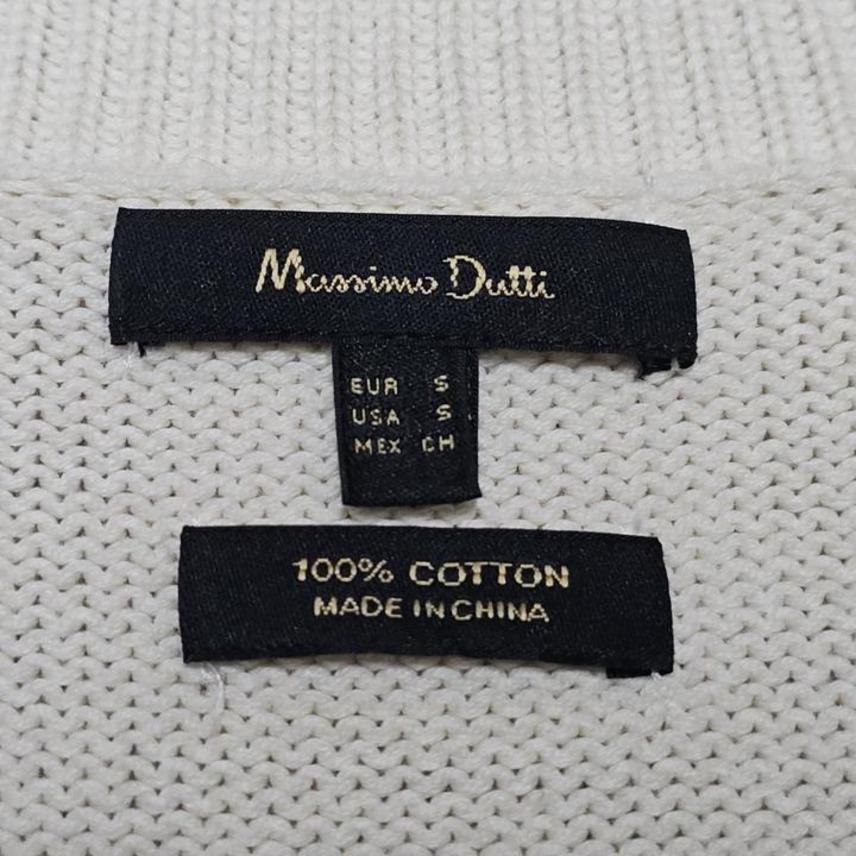 Massimo Dutti
EUR S
USA S
MEX CH
100% COTTON
MADE IN CHINA